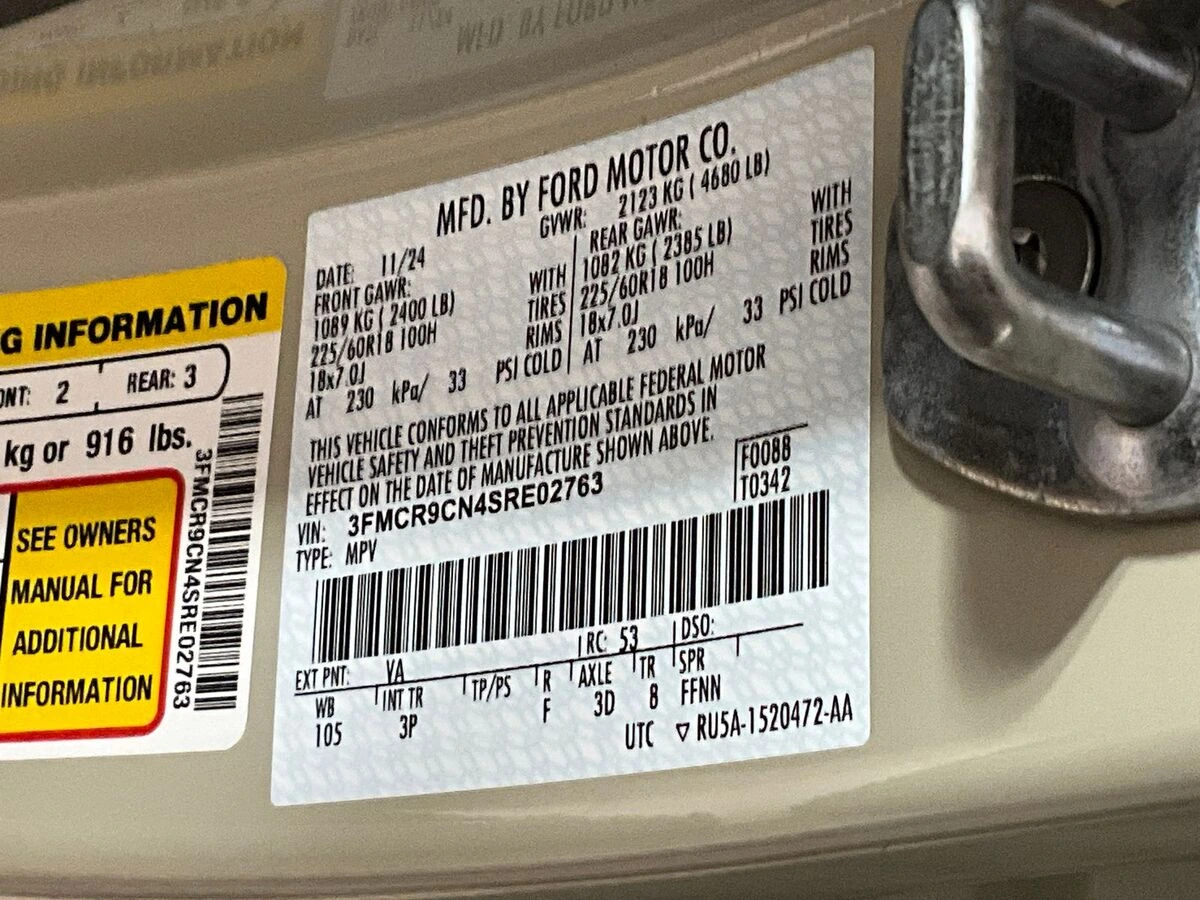 G INFORMATION
ONT: 2 REAR: 3
kg or 916 lbs.
SEE OWNERS
MANUAL FOR
ADDITIONAL
INFORMATION
3FMCR9CN4SRE02763
MFD. BY FORD MOTOR CO.
GVWR: 2123 KG ( 4680 LB)
DATE: 11/24
FRONT GAWR: REAR GAWR:
1089 KG ( 2400 LB) WITH 1082 KG ( 2385 LB) WITH
225/60R18 100H TIRES 225/60R18 100H TIRES
18x7.0J RIMS 18x7.0J RIMS
AT 230 kPa/ 33 PSI COLD AT 230 kPa/ 33 PSI COLD
THIS VEHICLE CONFORMS TO ALL APPLICABLE FEDERAL MOTOR
VEHICLE SAFETY AND THEFT PREVENTION STANDARDS IN
EFFECT ON THE DATE OF MANUFACTURE SHOWN ABOVE.
VIN: 3FMCR9CN4SRE02763
F0088
TYPE: MPV
T0342
EXT PNT: YA RC: 53 DSO:
WB INT TR TP/PS R AXLE TR SPR
105 3P F 3D 8 FFNN
UTC ▽ RU5A-1520472-AA